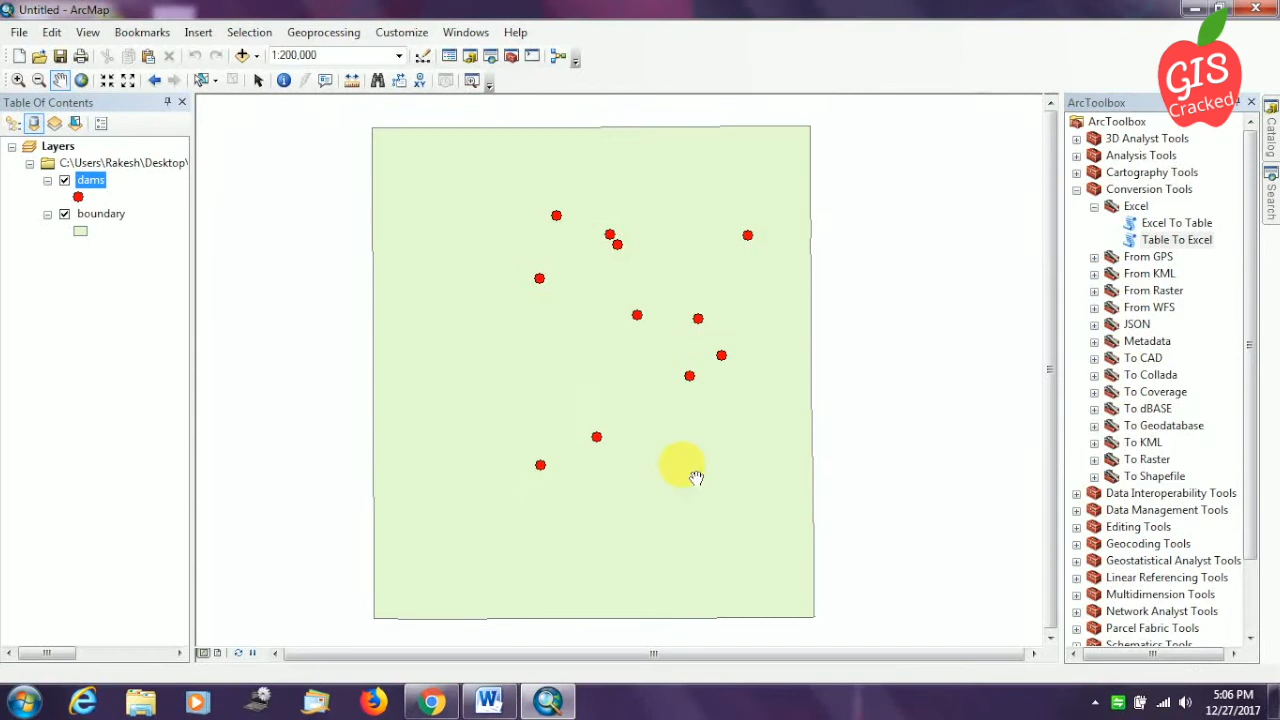 Untitled - ArcMap
File Edit View Bookmarks Insert Selection Geoprocessing Customize Windows Help
GIS
Cracked
1:200,000
XY
Table Of Contents
ArcToolbox
Layers
C:\Users\Rakesh\Desktop\
dams
boundary
ArcToolbox
3D Analyst Tools
Analysis Tools
Cartography Tools
Conversion Tools
Excel
Excel To Table
Table To Excel
From GPS
From KML
From Raster
From WFS
JSON
Metadata
To CAD
To Collada
To Coverage
To dBASE
To Geodatabase
To KML
To Raster
To Shapefile
Data Interoperability Tools
Data Management Tools
Editing Tools
Geocoding Tools
Geostatistical Analyst Tools
Linear Referencing Tools
Multidimension Tools
Network Analyst Tools
Parcel Fabric Tools
Schematics Tools
Catalog
Search
5:06 PM
12/27/2017